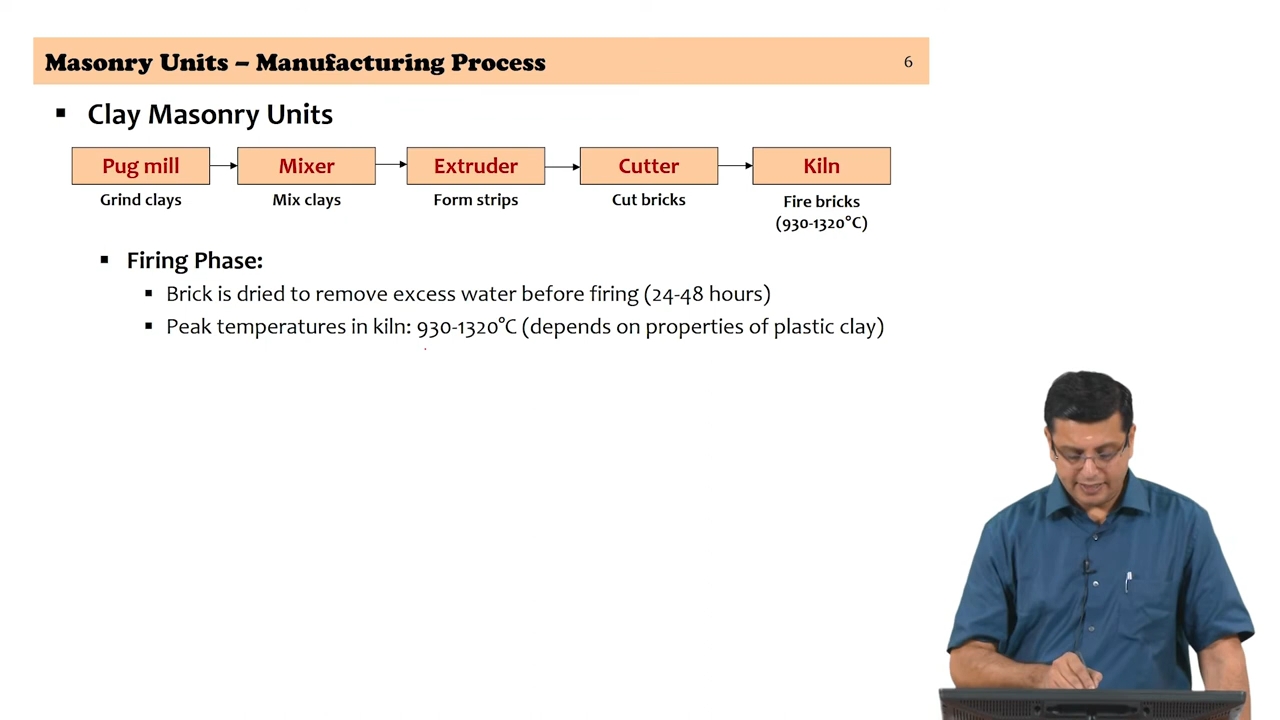 Masonry Units – Manufacturing Process 6
▪ Clay Masonry Units
Pug mill Mixer Extruder Cutter Kiln
Grind clays Mix clays Form strips Cut bricks Fire bricks
(930-1320°C)
▪ Firing Phase:
▪ Brick is dried to remove excess water before firing (24-48 hours)
▪ Peak temperatures in kiln: 930-1320°C (depends on properties of plastic clay)